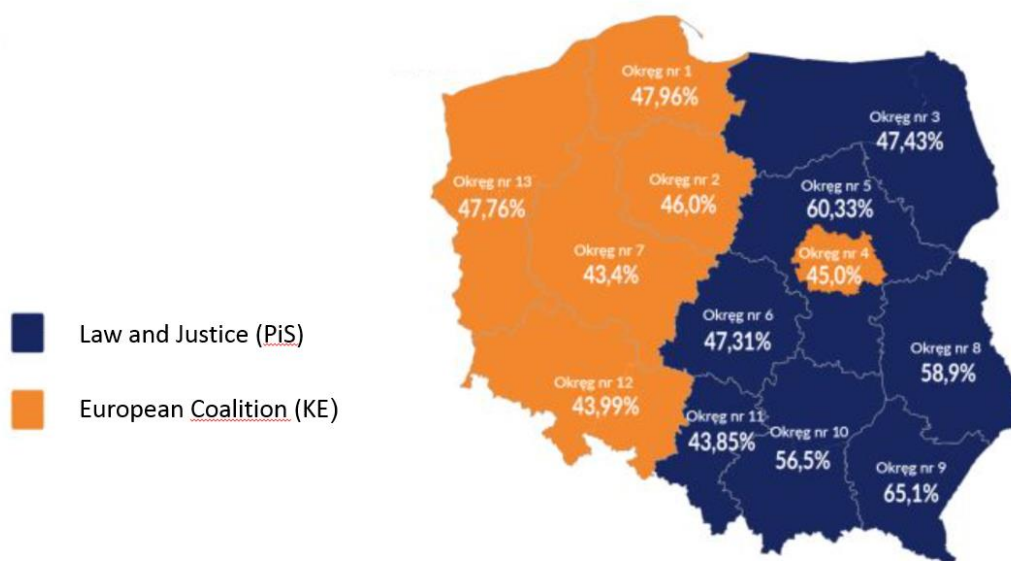 Okręg nr 1
47,96%
Okręg nr 3
47,43%
Okręg nr 13
47,76%
Okręg nr 2
46,0%
Okręg nr 5
60,33%
Okręg nr 7
43,4%
Okręg nr 4
45,0%
Okręg nr 6
47,31%
Okręg nr 8
58,9%
Okręg nr 12
43,99%
Okręg nr 11
43,85%
Okręg nr 10
56,5%
Okręg nr 9
65,1%
Law and Justice (PiS)
European Coalition (KE)